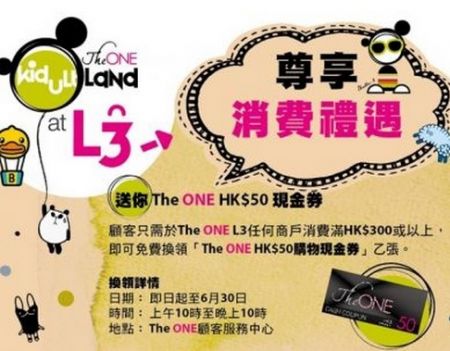 The ONE
kidult LAND
at L3
尊享
消費禮遇
B
送你 The ONE HK$50 現金券
顧客只需於The ONE L3任何商戶消費滿HK$300或以上，
即可免費換領「The ONE HK$50購物現金券」乙張。
換領詳情
日期： 即日起至6月30日
時間： 上午10時至晚上10時
地點： The ONE顧客服務中心
The ONE
CASH COUPON
50